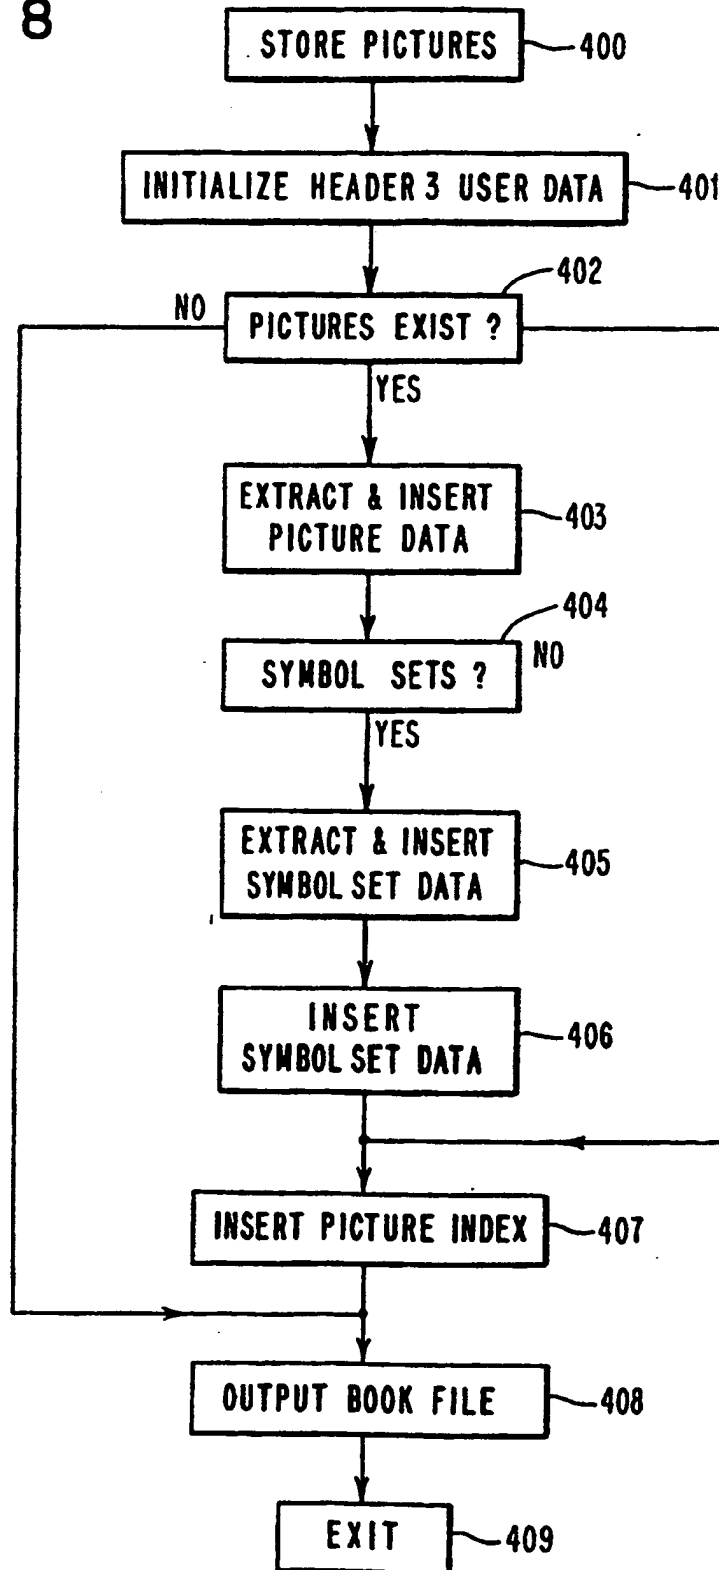 8
STORE PICTURES
400
INITIALIZE HEADER 3 USER DATA
401
402
NO
PICTURES EXIST ?
YES
EXTRACT & INSERT
PICTURE DATA
403
404
NO
SYMBOL SETS ?
YES
EXTRACT & INSERT
SYMBOL SET DATA
405
INSERT
SYMBOL SET DATA
406
INSERT PICTURE INDEX
407
OUTPUT BOOK FILE
408
EXIT
409